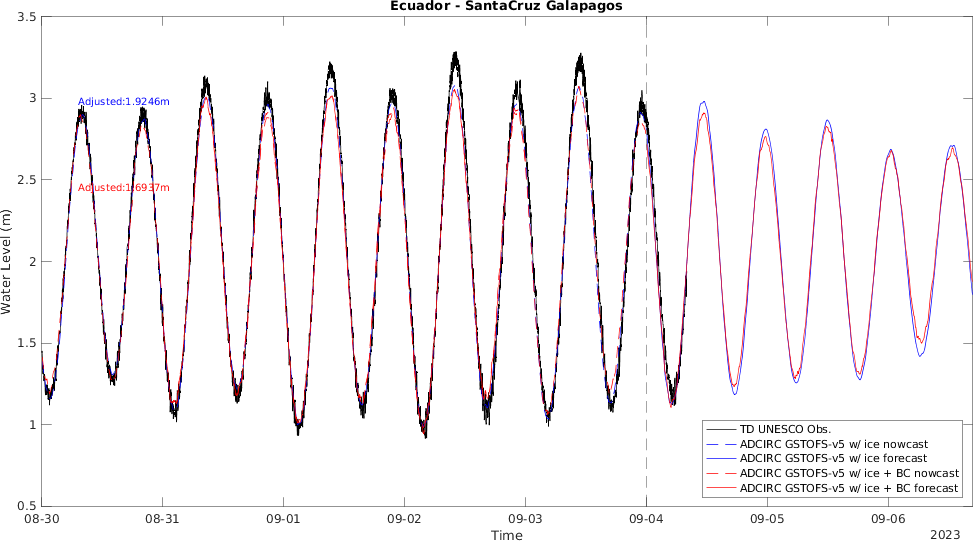 Ecuador - SantaCruz Galapagos
3.5
3
2.5
2
1.5
1
0.5
Water Level (m)
Adjusted:1.9246m
Adjusted:1.6937m
TD UNESCO Obs.
ADCIRC GSTOFS-v5 w/ ice nowcast
ADCIRC GSTOFS-v5 w/ ice forecast
ADCIRC GSTOFS-v5 w/ ice + BC nowcast
ADCIRC GSTOFS-v5 w/ ice + BC forecast
08-30 08-31 09-01 09-02 09-03 09-04 09-05 09-06
Time
2023